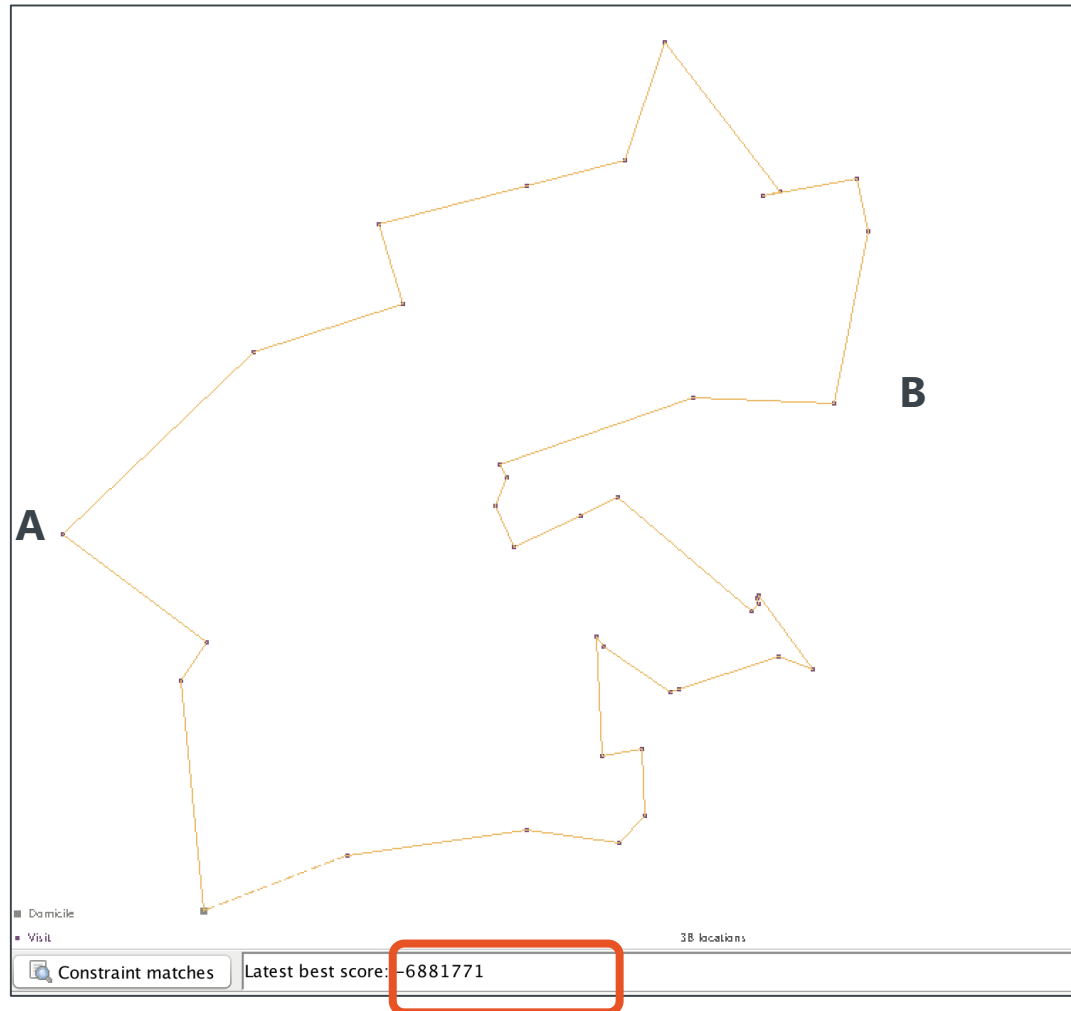 B
A
Domicile
Visit
38 locations
Constraint matches
Latest best score: -6881771